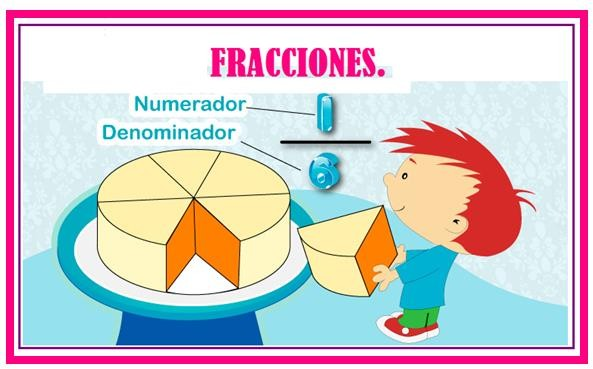 FRACCIONES.
Numerador 1
Denominador 6